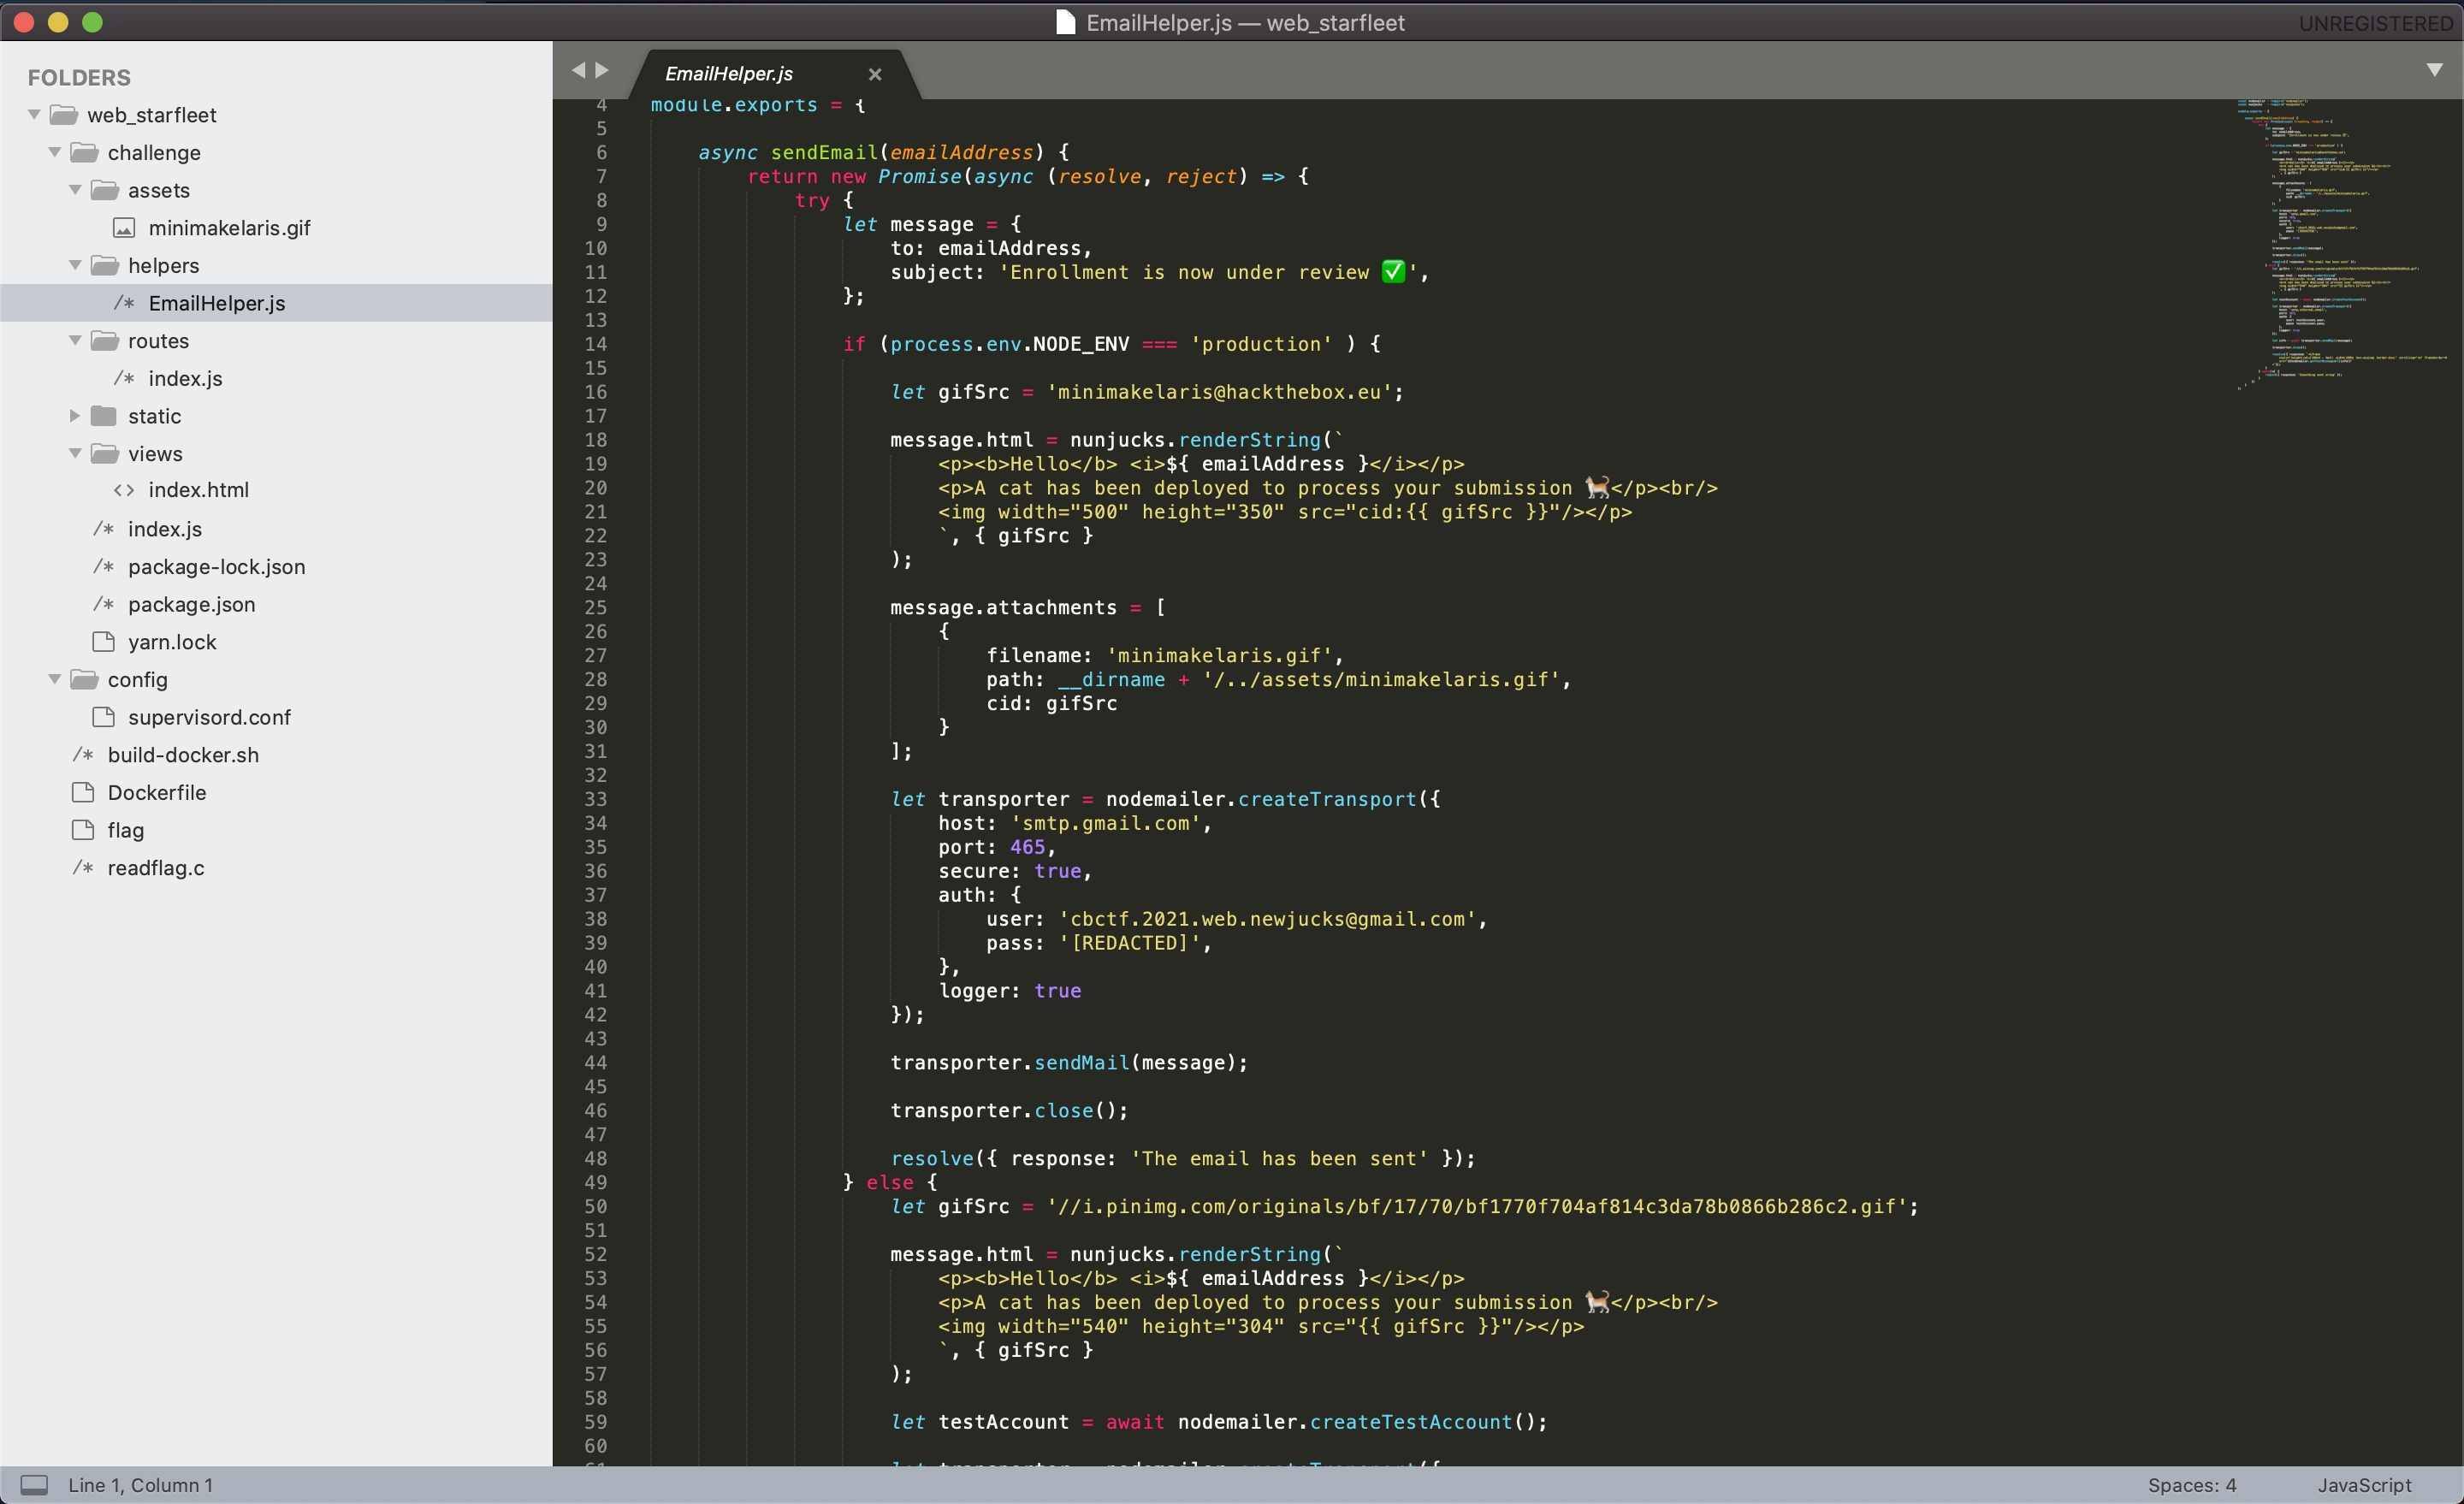 EmailHelper.js — web_starfleet
UNREGISTERED
FOLDERS
web_starfleet
challenge
assets
minimakelaris.gif
helpers
/* EmailHelper.js
routes
/* index.js
static
views
<> index.html
/* index.js
/* package-lock.json
/* package.json
yarn.lock
config
supervisord.conf
/* build-docker.sh
Dockerfile
flag
/* readflag.c
EmailHelper.js
4 module.exports = {
5
6 async sendEmail(emailAddress) {
7 return new Promise(async (resolve, reject) => {
8 try {
9 let message = {
10 to: emailAddress,
11 subject: 'Enrollment is now under review ✅',
12 };
13
14 if (process.env.NODE_ENV === 'production' ) {
15
16 let gifSrc = 'minimakelaris@hackthebox.eu';
17
18 message.html = nunjucks.renderString(`
19 <p><b>Hello</b> <i>${ emailAddress }</i></p>
20 <p>A cat has been deployed to process your submission 🐈</p><br/>
21 <img width="500" height="350" src="cid:{{ gifSrc }}"/></p>
22 `, { gifSrc }
23 );
24
25 message.attachments = [
26 {
27 filename: 'minimakelaris.gif',
28 path: __dirname + '/../assets/minimakelaris.gif',
29 cid: gifSrc
30 }
31 ];
32
33 let transporter = nodemailer.createTransport({
34 host: 'smtp.gmail.com',
35 port: 465,
36 secure: true,
37 auth: {
38 user: 'cbctf.2021.web.newjucks@gmail.com',
39 pass: '[REDACTED]',
40 },
41 logger: true
42 });
43
44 transporter.sendMail(message);
45
46 transporter.close();
47
48 resolve({ response: 'The email has been sent' });
49 } else {
50 let gifSrc = '//i.pinimg.com/originals/bf/17/70/bf1770f704af814c3da78b0866b286c2.gif';
51
52 message.html = nunjucks.renderString(`
53 <p><b>Hello</b> <i>${ emailAddress }</i></p>
54 <p>A cat has been deployed to process your submission 🐈</p><br/>
55 <img width="540" height="304" src="{{ gifSrc }}"/></p>
56 `, { gifSrc }
57 );
58
59 let testAccount = await nodemailer.createTestAccount();
60
Line 1, Column 1
Spaces: 4
JavaScript